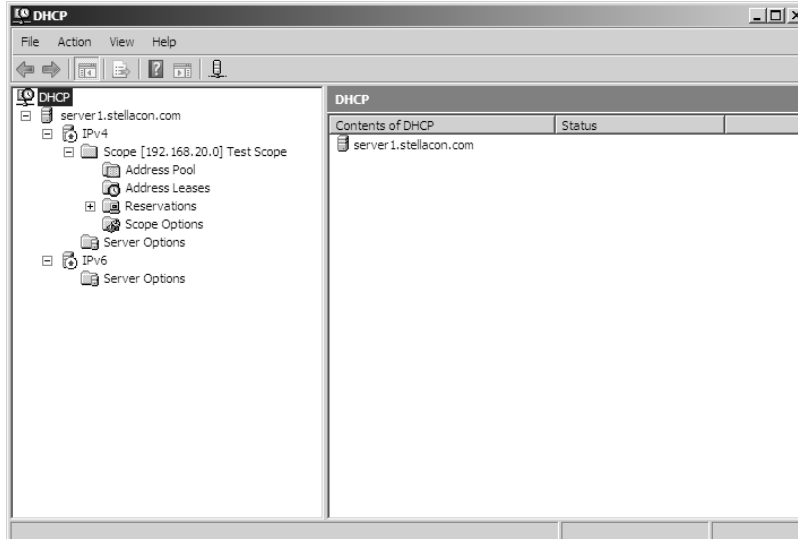 DHCP
File Action View Help
DHCP
server1.stellacon.com
IPv4
Scope [192.168.20.0] Test Scope
Address Pool
Address Leases
Reservations
Scope Options
Server Options
IPv6
Server Options
DHCP
Contents of DHCP Status
server1.stellacon.com